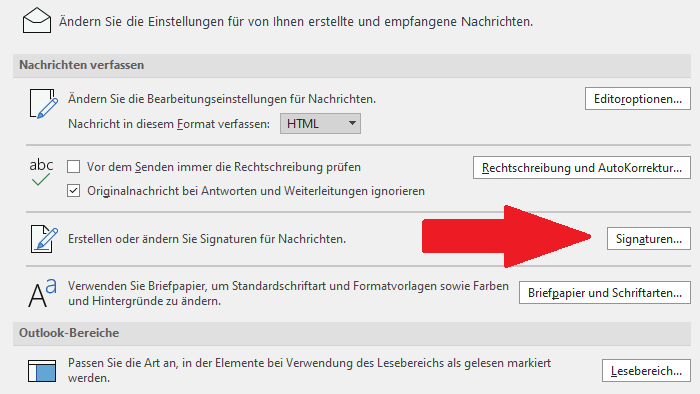 Ändern Sie die Einstellungen für von Ihnen erstellte und empfangene Nachrichten.
Nachrichten verfassen
Ändern Sie die Bearbeitungseinstellungen für Nachrichten.
Editoroptionen...
Nachricht in diesem Format verfassen: HTML
abc
Vor dem Senden immer die Rechtschreibung prüfen
Rechtschreibung und AutoKorrektur...
Originalnachricht bei Antworten und Weiterleitungen ignorieren
Erstellen oder ändern Sie Signaturen für Nachrichten.
Signaturen...
Aa
Verwenden Sie Briefpapier, um Standardschriftart und Formatvorlagen sowie Farben
und Hintergründe zu ändern.
Briefpapier und Schriftarten...
Outlook-Bereiche
Passen Sie die Art an, in der Elemente bei Verwendung des Lesebereichs als gelesen markiert
werden.
Lesebereich...